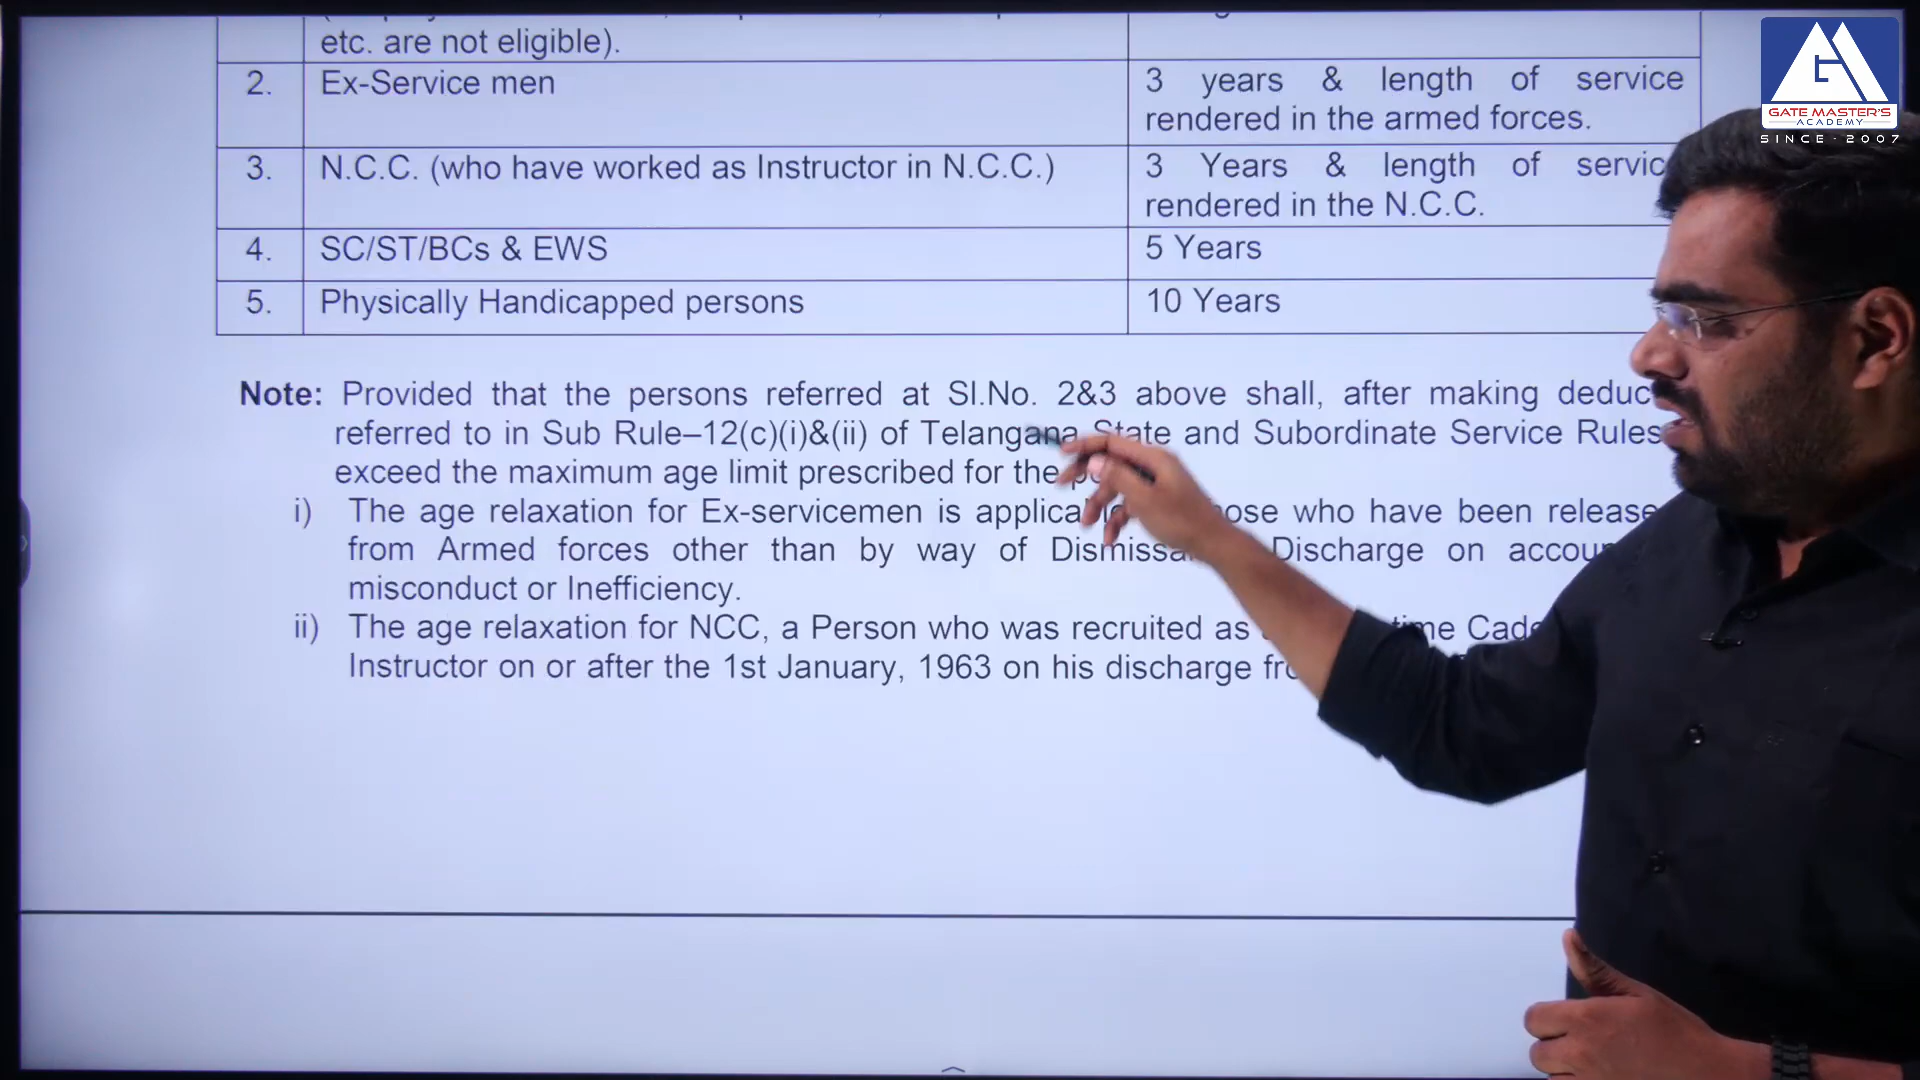 etc. are not eligible).
2. Ex-Service men 3 years & length of service
rendered in the armed forces.
3. N.C.C. (who have worked as Instructor in N.C.C.) 3 Years & length of servic
rendered in the N.C.C.
4. SC/ST/BCs & EWS 5 Years
5. Physically Handicapped persons 10 Years
Note: Provided that the persons referred at Sl.No. 2&3 above shall, after making deduc
referred to in Sub Rule–12(c)(i)&(ii) of Telangana State and Subordinate Service Rules
exceed the maximum age limit prescribed for the
i) The age relaxation for Ex-servicemen is applica who have been release
from Armed forces other than by way of Dismissa Discharge on accou
misconduct or Inefficiency.
ii) The age relaxation for NCC, a Person who was recruited as
Instructor on or after the 1st January, 1963 on his discharge
GATE MASTER'S
ACADEMY
SINCE-2007